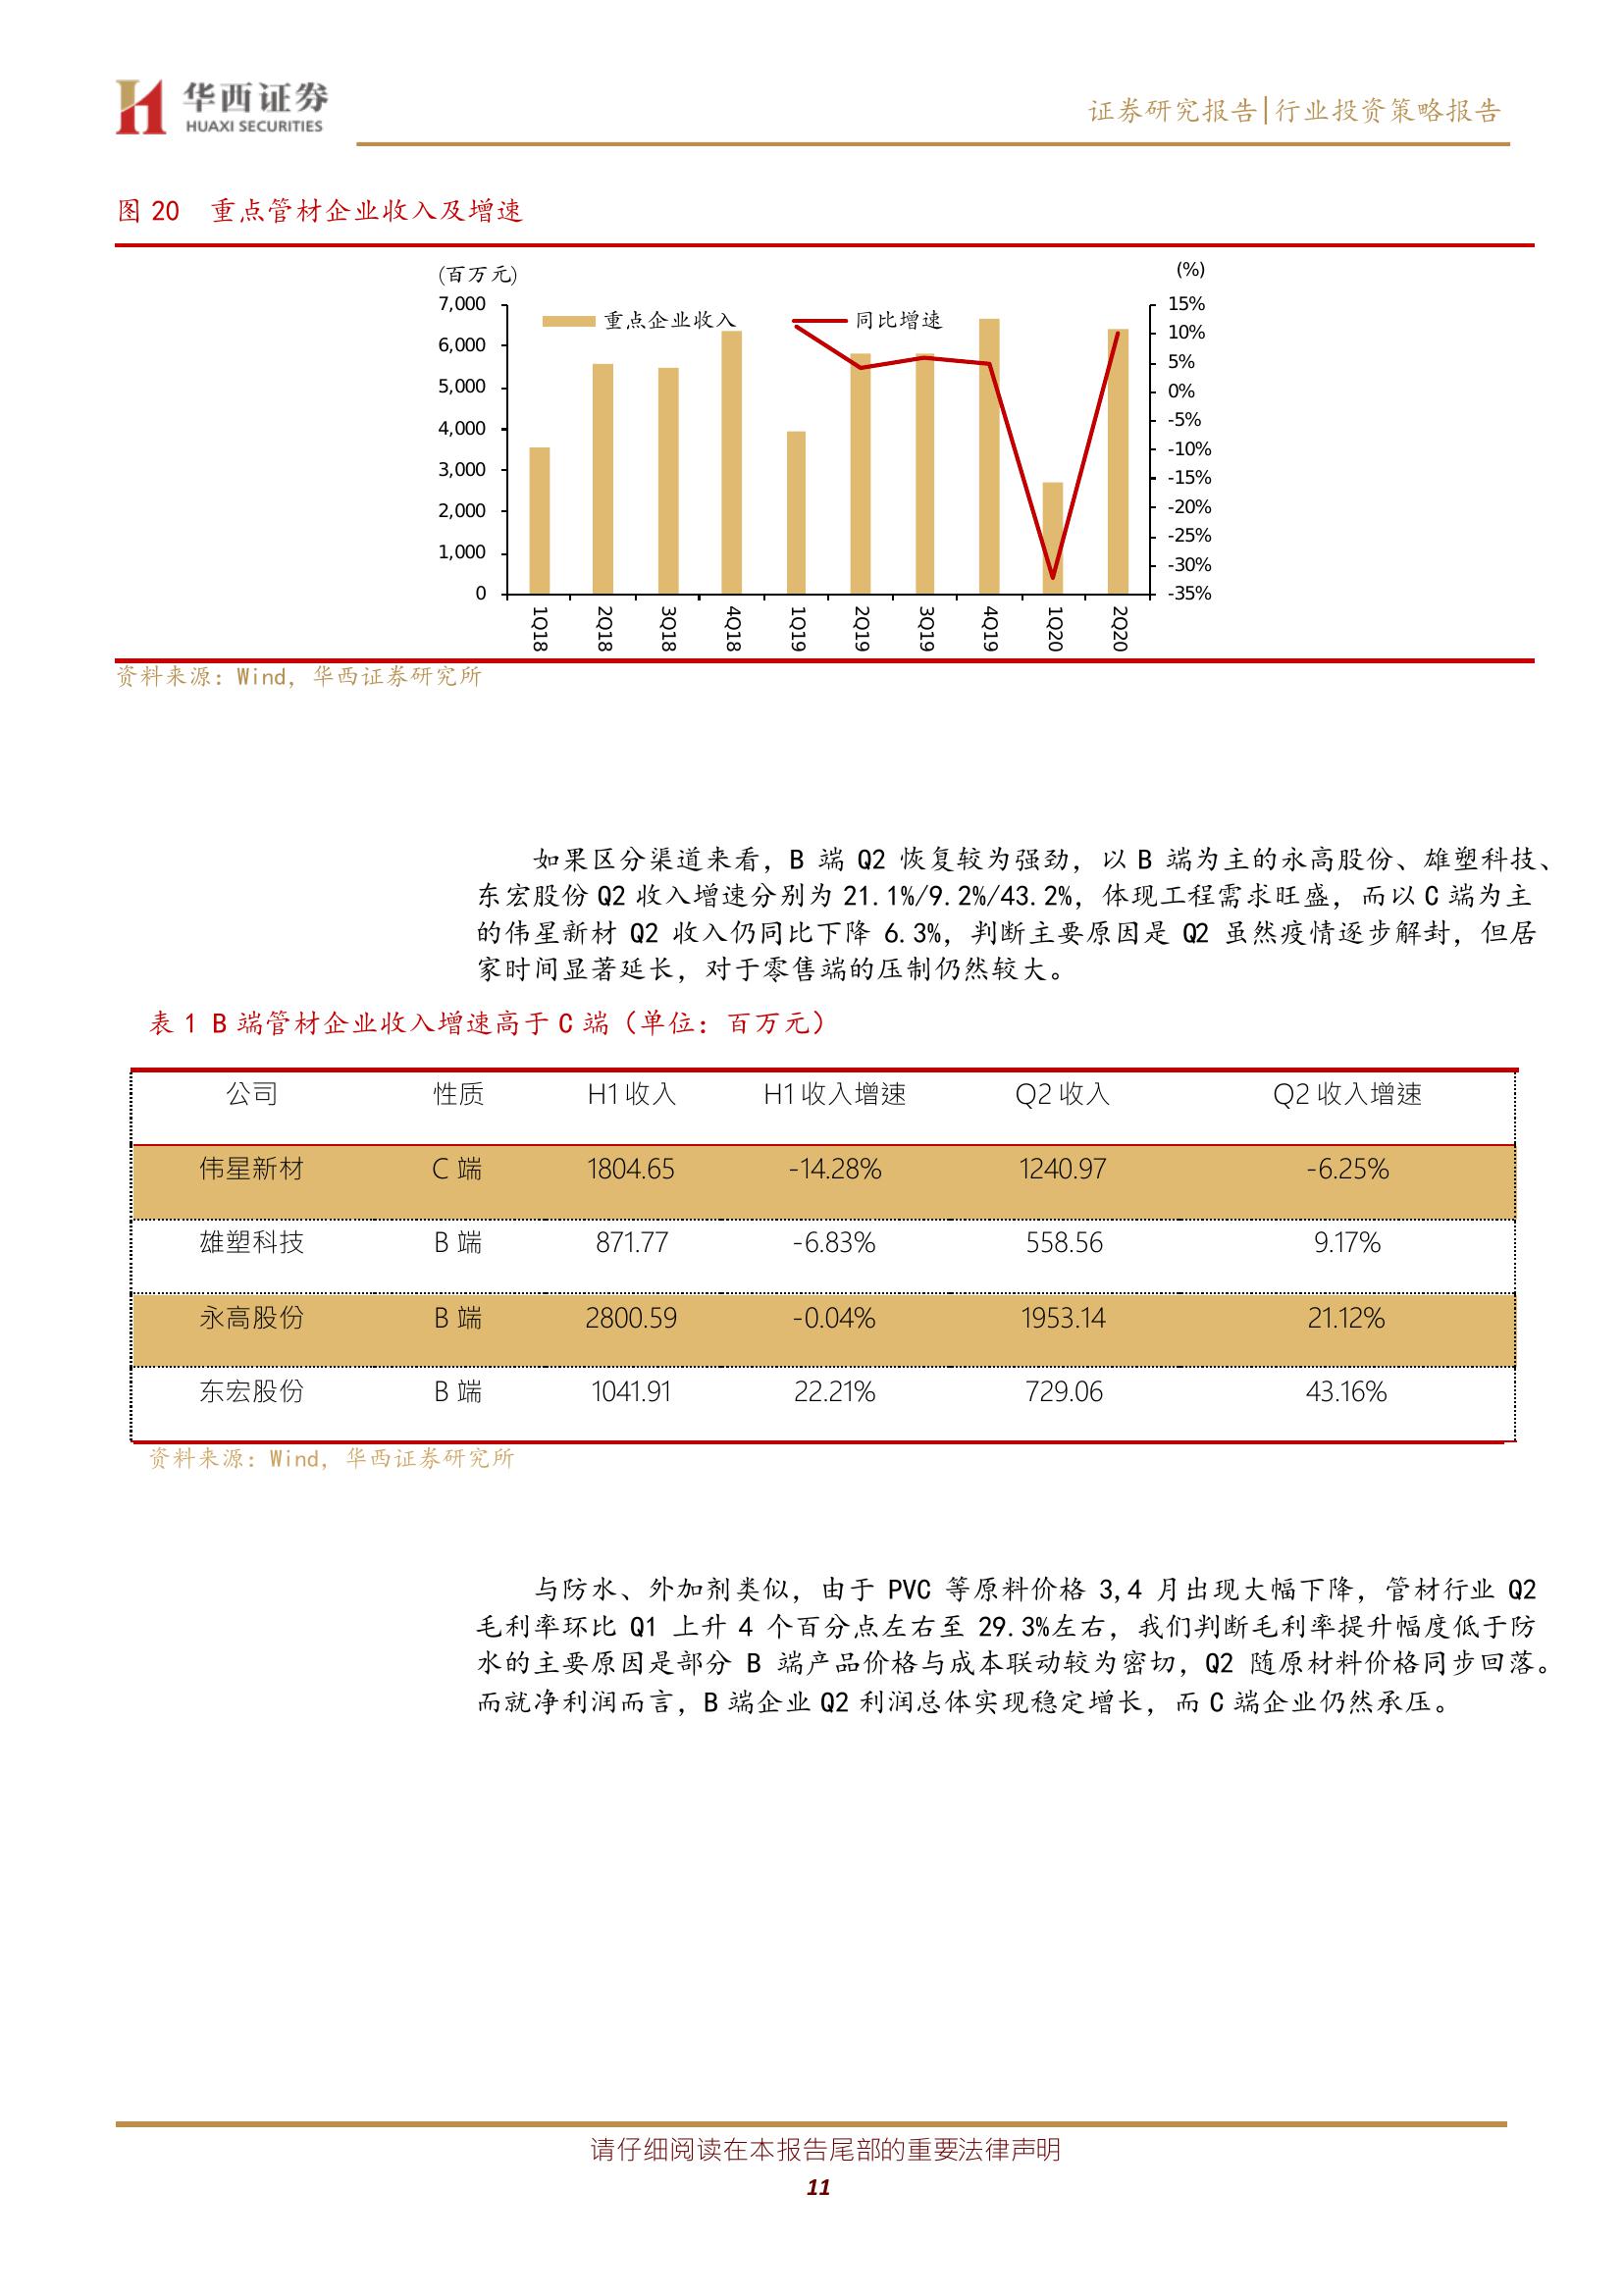 华西证券
HUAXI SECURITIES
证券研究报告|行业投资策略报告
图 20 重点管材企业收入及增速
(百万元)
(%)
重点企业收入
同比增速
7,000
6,000
5,000
4,000
3,000
2,000
1,000
0
15%
10%
5%
0%
-5%
-10%
-15%
-20%
-25%
-30%
-35%
1Q18
2Q18
3Q18
4Q18
1Q19
2Q19
3Q19
4Q19
1Q20
2Q20
资料来源：Wind，华西证券研究所
如果区分渠道来看，B 端 Q2 恢复较为强劲，以 B 端为主的永高股份、雄塑科技、
东宏股份 Q2 收入增速分别为 21.1%/9.2%/43.2%，体现工程需求旺盛，而以 C 端为主
的伟星新材 Q2 收入仍同比下降 6.3%，判断主要原因是 Q2 虽然疫情逐步解封，但居
家时间显著延长，对于零售端的压制仍然较大。
表 1 B 端管材企业收入增速高于 C 端（单位：百万元）
公司 性质 H1 收入 H1 收入增速 Q2 收入 Q2 收入增速
伟星新材 C 端 1804.65 -14.28% 1240.97 -6.25%
雄塑科技 B 端 871.77 -6.83% 558.56 9.17%
永高股份 B 端 2800.59 -0.04% 1953.14 21.12%
东宏股份 B 端 1041.91 22.21% 729.06 43.16%
资料来源：Wind，华西证券研究所
与防水、外加剂类似，由于 PVC 等原料价格 3,4 月出现大幅下降，管材行业 Q2
毛利率环比 Q1 上升 4 个百分点左右至 29.3%左右，我们判断毛利率提升幅度低于防
水的主要原因是部分 B 端产品价格与成本联动较为密切，Q2 随原材料价格同步回落。
而就净利润而言，B 端企业 Q2 利润总体实现稳定增长，而 C 端企业仍然承压。
请仔细阅读在本报告尾部的重要法律声明
11